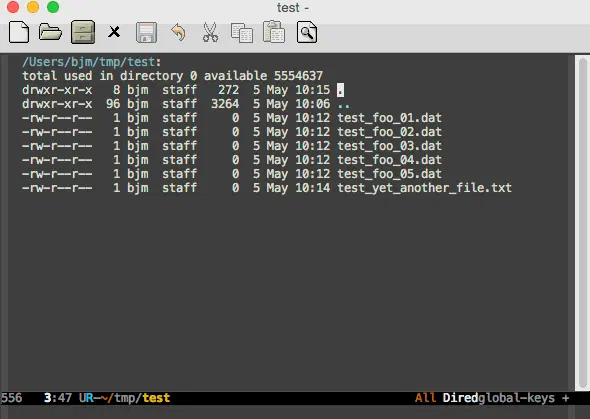 test -
/Users/bjm/tmp/test:
total used in directory 0 available 5554637
drwxr-xr-x   8 bjm  staff   272  5 May 10:15 .
drwxr-xr-x  96 bjm  staff  3264  5 May 10:06 ..
-rw-r--r--   1 bjm  staff     0  5 May 10:12 test_foo_01.dat
-rw-r--r--   1 bjm  staff     0  5 May 10:12 test_foo_02.dat
-rw-r--r--   1 bjm  staff     0  5 May 10:12 test_foo_03.dat
-rw-r--r--   1 bjm  staff     0  5 May 10:12 test_foo_04.dat
-rw-r--r--   1 bjm  staff     0  5 May 10:12 test_foo_05.dat
-rw-r--r--   1 bjm  staff     0  5 May 10:14 test_yet_another_file.txt
556   3:47 UR-~/tmp/test All Diredglobal-keys +